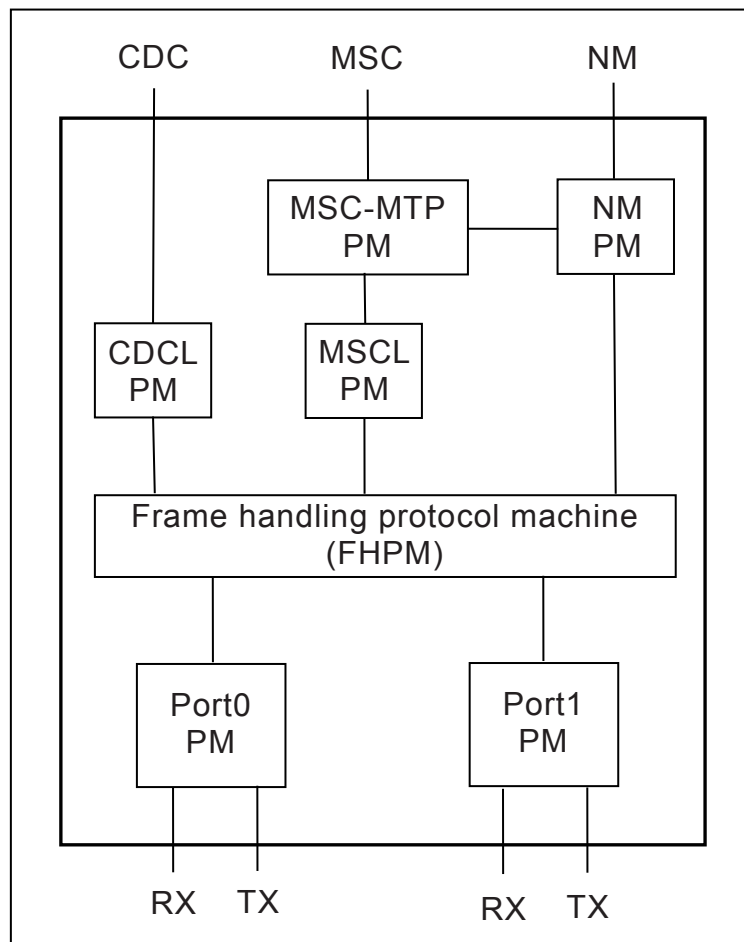 CDC
MSC
NM
MSC-MTP
PM
NM
PM
CDCL
PM
MSCL
PM
Frame handling protocol machine
(FHPM)
Port0
PM
Port1
PM
RX
TX
RX
TX